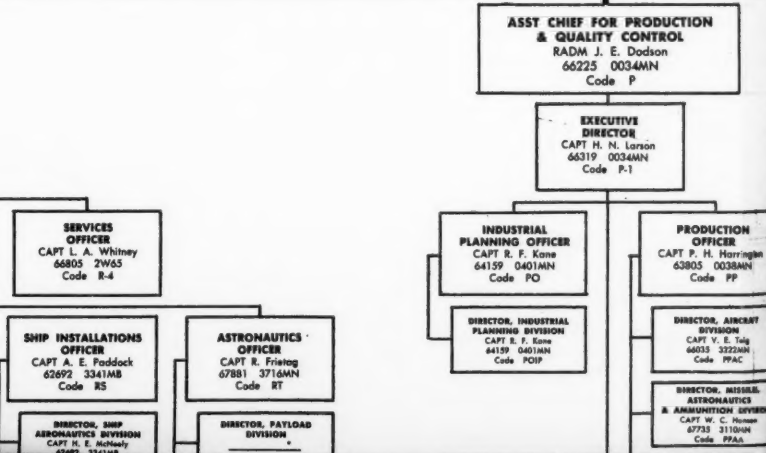 ASST CHIEF FOR PRODUCTION
& QUALITY CONTROL
RADM J. E. Dodson
66225 0034MN
Code P
EXECUTIVE
DIRECTOR
CAPT H. N. Larson
66319 0034MN
Code P-1
SERVICES
OFFICER
CAPT L. A. Whitney
66805 2W65
Code R-4
INDUSTRIAL
PLANNING OFFICER
CAPT R. F. Kane
64159 0401MN
Code PO
PRODUCTION
OFFICER
CAPT P. H. Harrington
63805 0038MN
Code PP
SHIP INSTALLATIONS
OFFICER
CAPT A. E. Paddock
62692 3341MB
Code RS
ASTRONAUTICS
OFFICER
CAPT R. Frietag
67881 3716MN
Code RT
DIRECTOR, INDUSTRIAL
PLANNING DIVISION
CAPT R. F. Kane
64159 0401MN
Code POIP
DIRECTOR, AIRCRAFT
DIVISION
CAPT V. E. Teig
66035 3222MN
Code PPAC
DIRECTOR, SHIP
AERONAUTICS DIVISION
CAPT H. E. McNeely
62692 3341MB
DIRECTOR, PAYLOAD
DIVISION
*
DIRECTOR, MISSILE,
ASTRONAUTICS
& AMMUNITION DIVISION
CAPT W. C. Hansen
67735 3110MN
Code PPAA